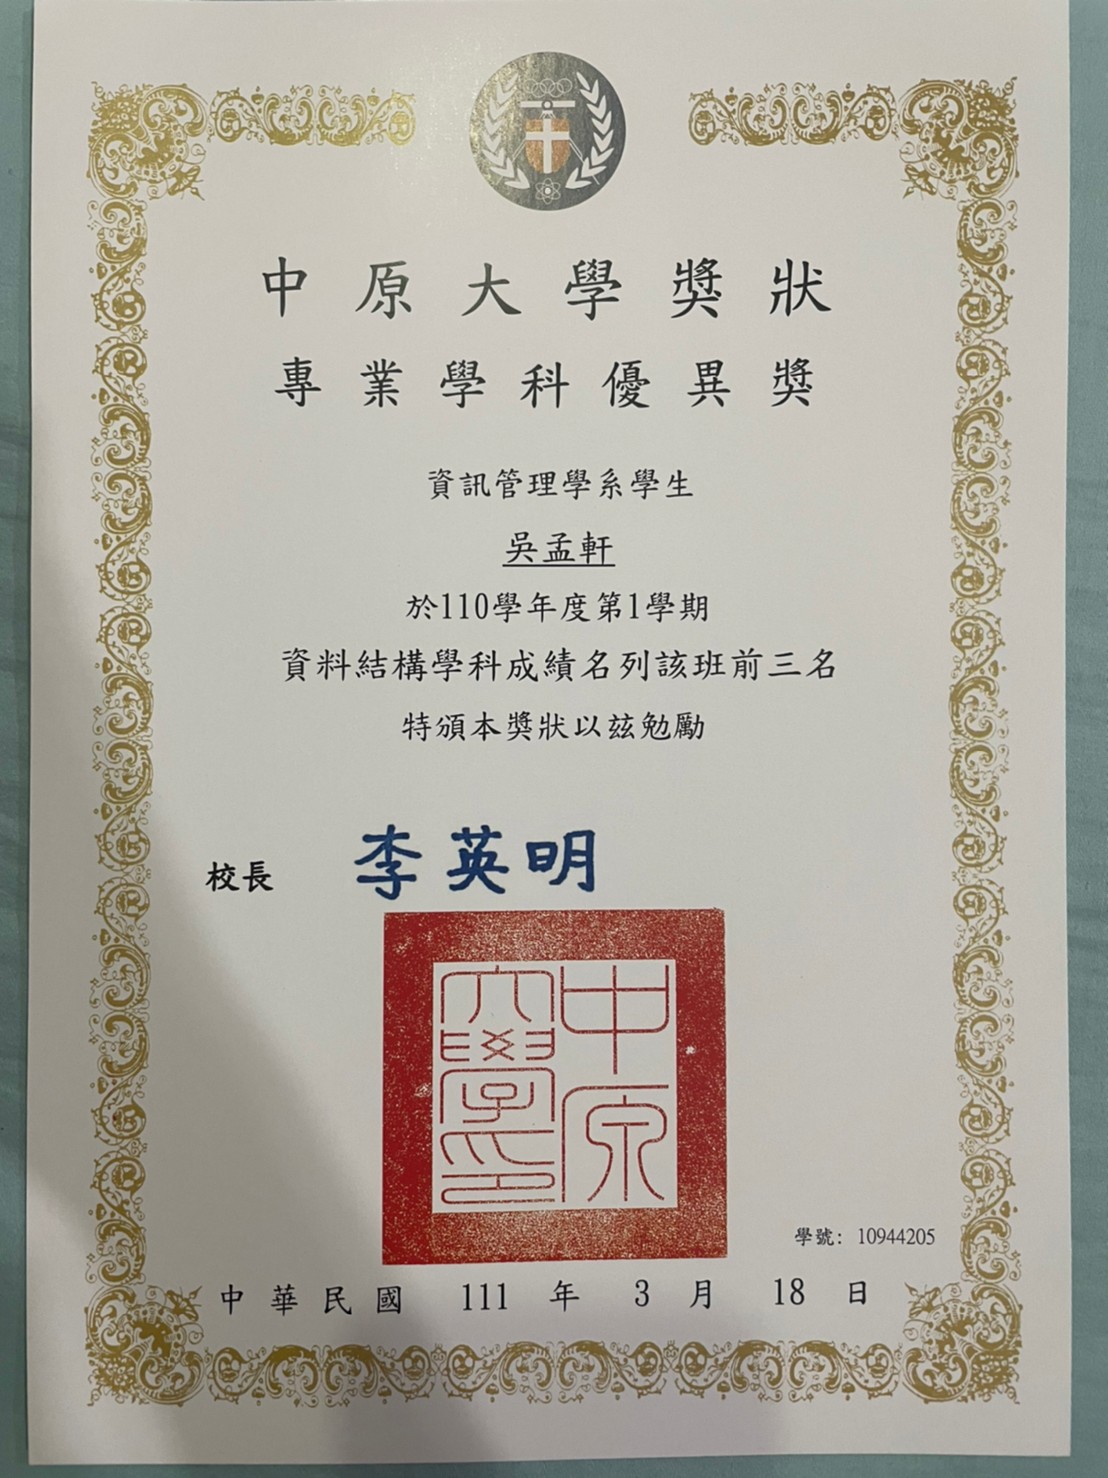 中原大學獎狀
專業學科優異獎
資訊管理學系學生
吳孟軒
於110學年度第1學期
資料結構學科成績名列該班前三名
特頒本獎狀以茲勉勵
校長 李英明
中原
大學印
學號：10944205
中華民國 111 年 3 月 18 日